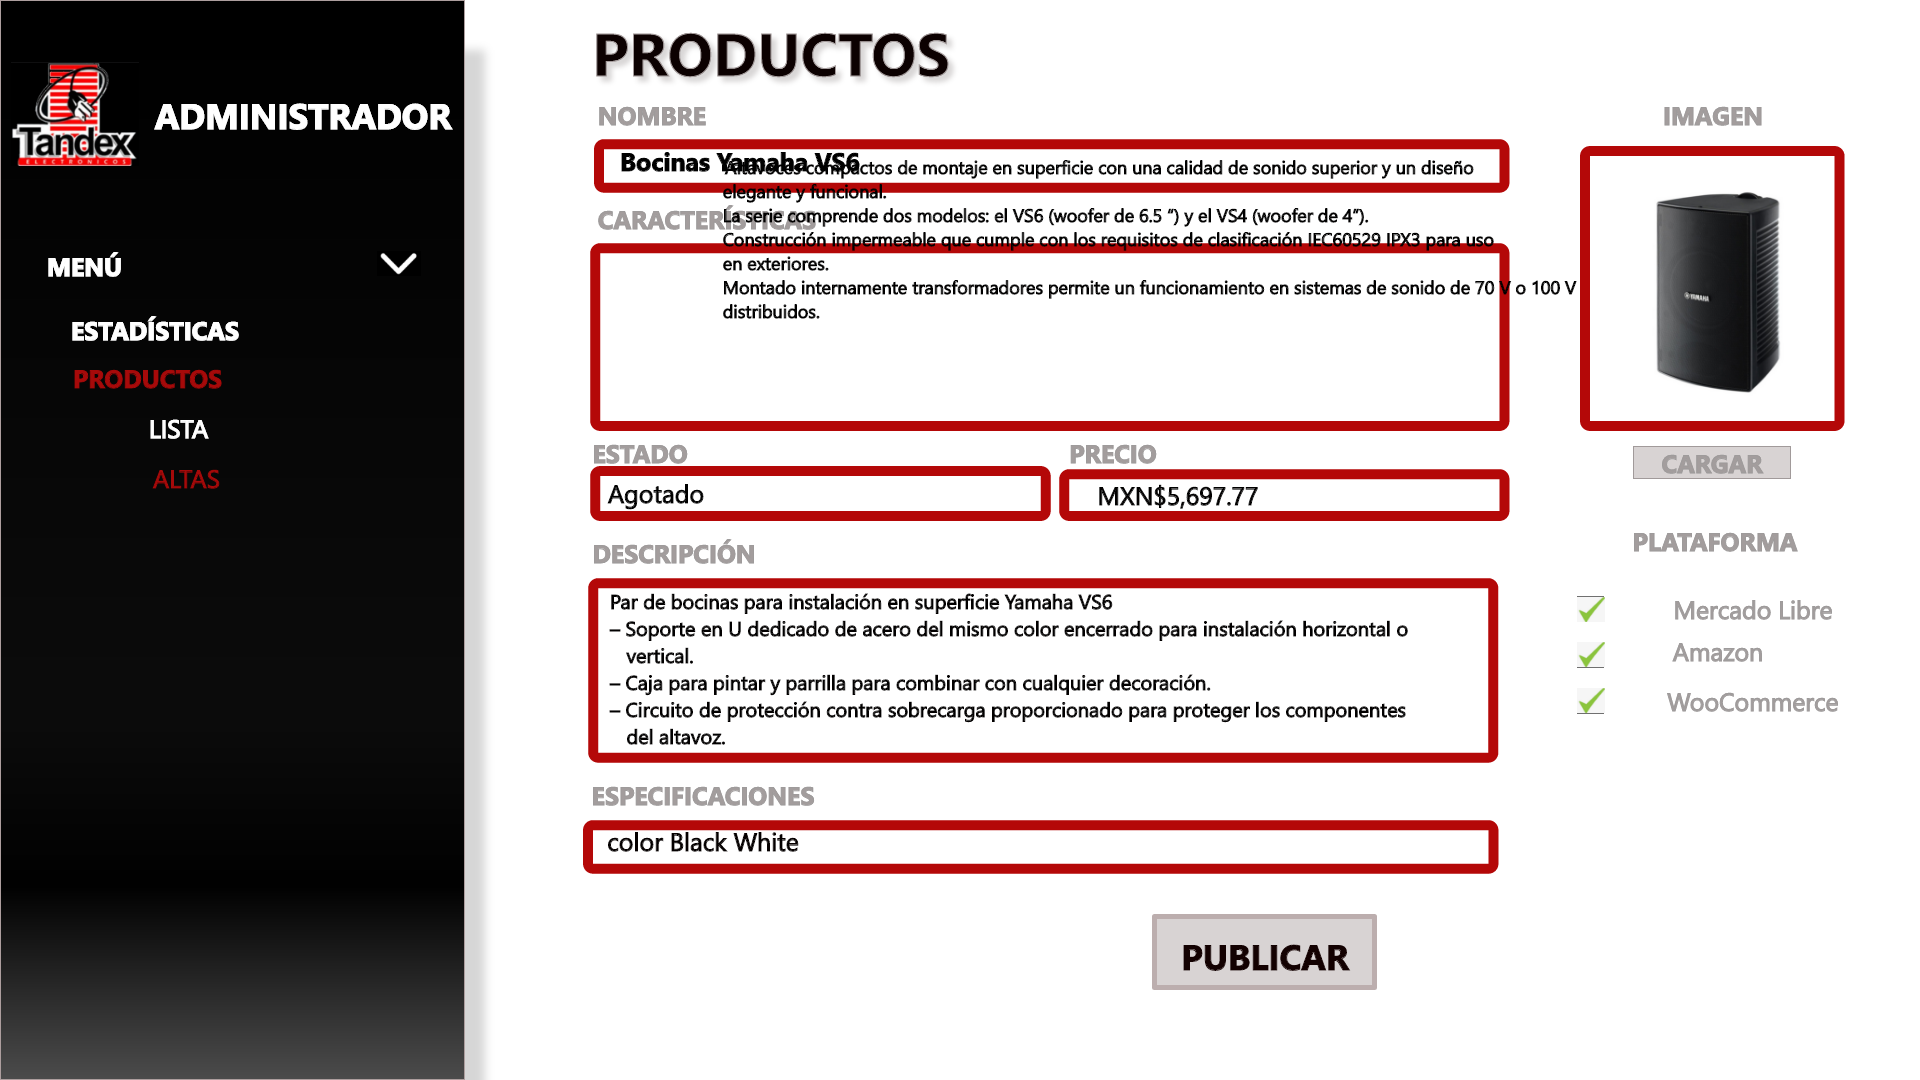 Tandex
ELECTRONICOS
ADMINISTRADOR
MENÚ
ESTADÍSTICAS
PRODUCTOS
LISTA
ALTAS
PRODUCTOS
NOMBRE
Bocinas Yamaha VS6
CARACTERÍSTICAS
Altavoces compactos de montaje en superficie con una calidad de sonido superior y un diseño
elegante y funcional.
La serie comprende dos modelos: el VS6 (woofer de 6.5 “) y el VS4 (woofer de 4”).
Construcción impermeable que cumple con los requisitos de clasificación IEC60529 IPX3 para uso
en exteriores.
Montado internamente transformadores permite un funcionamiento en sistemas de sonido de 70 V o 100 V
distribuidos.
ESTADO
Agotado
PRECIO
MXN$5,697.77
DESCRIPCIÓN
Par de bocinas para instalación en superficie Yamaha VS6
– Soporte en U dedicado de acero del mismo color encerrado para instalación horizontal o
vertical.
– Caja para pintar y parrilla para combinar con cualquier decoración.
– Circuito de protección contra sobrecarga proporcionado para proteger los componentes
del altavoz.
ESPECIFICACIONES
color Black White
PUBLICAR
IMAGEN
YAMAHA
CARGAR
PLATAFORMA
Mercado Libre
Amazon
WooCommerce